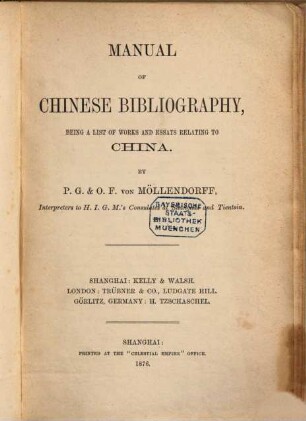 MANUAL
OF
CHINESE BIBLIOGRAPHY,
BEING A LIST OF WORKS AND ESSAYS RELATING TO
CHINA.
BY
P. G. & O. F. VON MÖLLENDORFF,
Interpreters to H. I. G. M.'s Consulates at and Tientsin.
BAYERISCHE
STAATS-
BIBLIOTHEK
MUENCHEN
SHANGHAI: KELLY & WALSH.
LONDON: TRÜBNER & CO., LUDGATE HILL.
GÖRLITZ, GERMANY: H. TZSCHASCHEL.
SHANGHAI:
PRINTED AT THE "CELESTIAL EMPIRE" OFFICE.
1876.